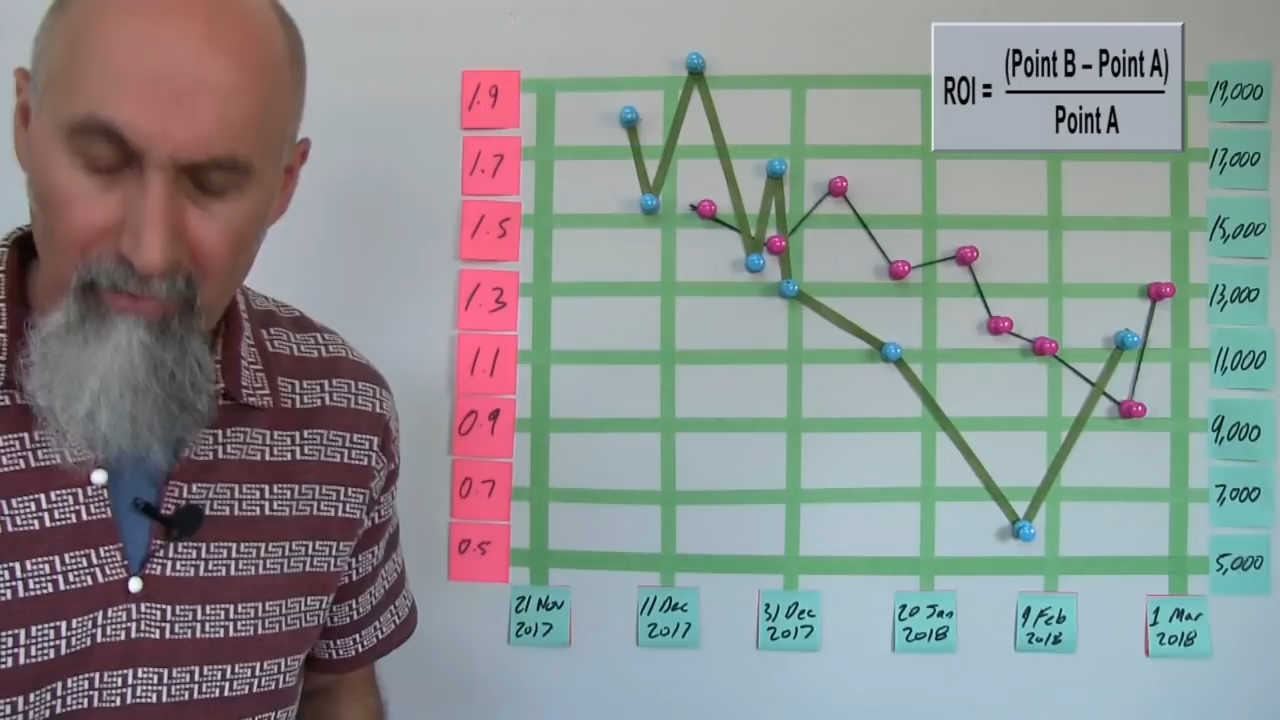 (Point B – Point A)
ROI =
Point A
1.9
1.7
1.5
1.3
1.1
0.9
0.7
0.5
19,000
17,000
15,000
13,000
11,000
9,000
7,000
5,000
21 Nov
2017
11 Dec
2017
31 Dec
2017
20 Jan
2018
9 Feb
2018
1 Mar
2018